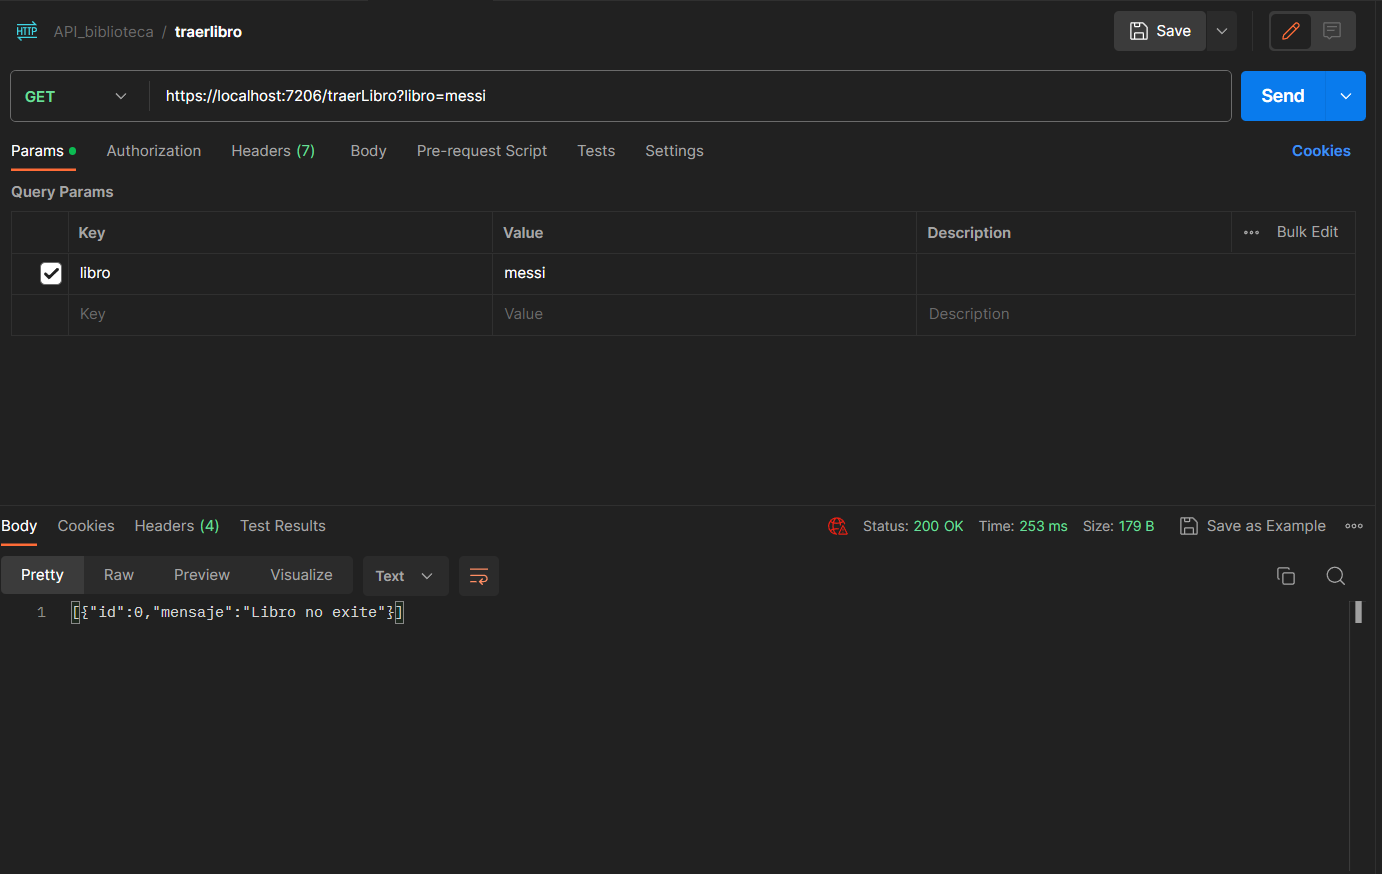 HTTP API_biblioteca / traerlibro Save
GET https://localhost:7206/traerLibro?libro=messi Send
Params Authorization Headers (7) Body Pre-request Script Tests Settings Cookies
Query Params
Key Value Description Bulk Edit
libro messi
Key Value Description
Body Cookies Headers (4) Test Results Status: 200 OK Time: 253 ms Size: 179 B Save as Example
Pretty Raw Preview Visualize Text
1 [{"id":0,"mensaje":"Libro no exite"}]